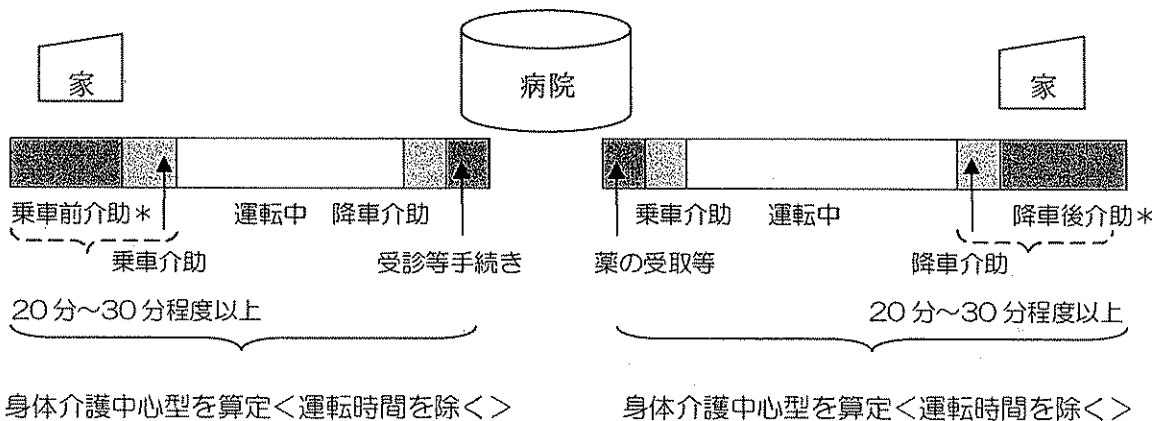 家
病院
家
乗車前介助＊ 運転中 降車介助 乗車介助 運転中 降車後介助＊
乗車介助 受診等手続き 薬の受取等 降車介助
20分～30分程度以上 20分～30分程度以上
身体介護中心型を算定＜運転時間を除く＞ 身体介護中心型を算定＜運転時間を除く＞